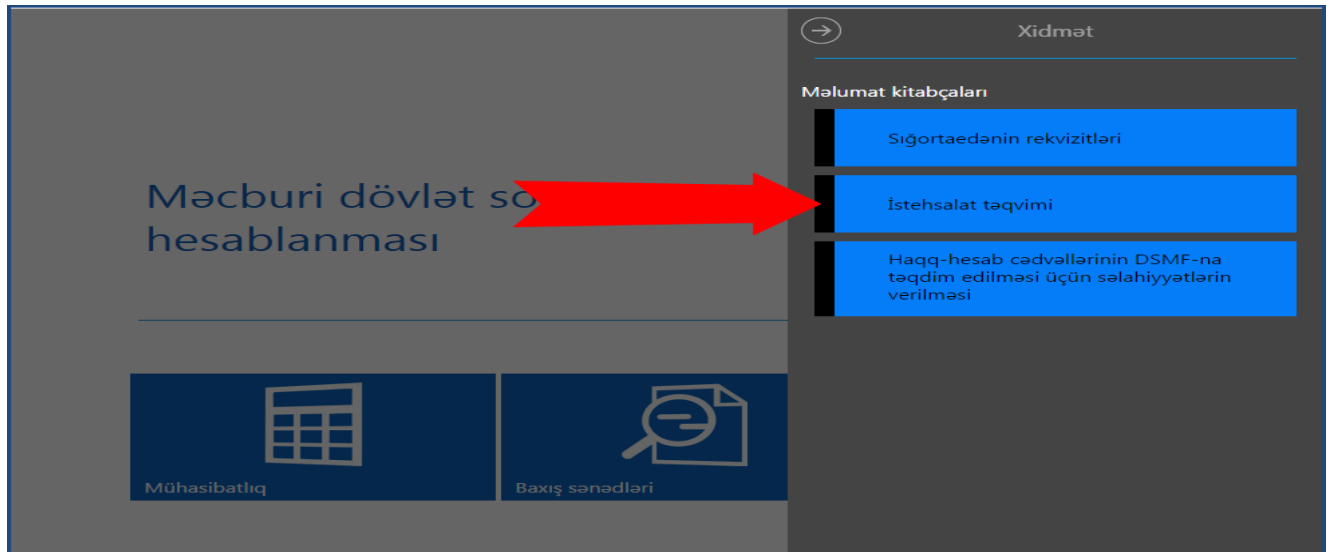 Xidmət
Məlumat kitabçaları
Sığortaedənin rekvizitləri
İstehsalat təqvimi
Haqq-hesab cədvəllərinin DSMF-na
təqdim edilməsi üçün səlahiyyətlərin
verilməsi
Məcburi dövlət
hesablanması
Mühasibatlıq
Baxış sənədləri